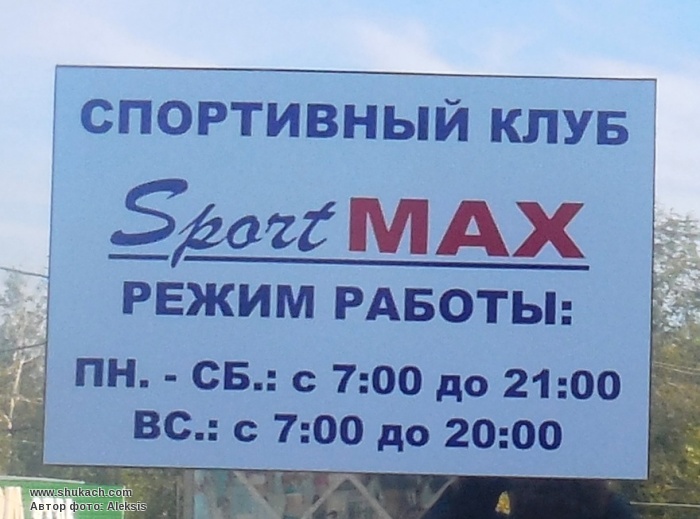 СПОРТИВНЫЙ КЛУБ
Sport MAX
РЕЖИМ РАБОТЫ:
ПН. - СБ.: с 7:00 до 21:00
ВС.: с 7:00 до 20:00
www.shukach.com
Автор фото: Aleksis